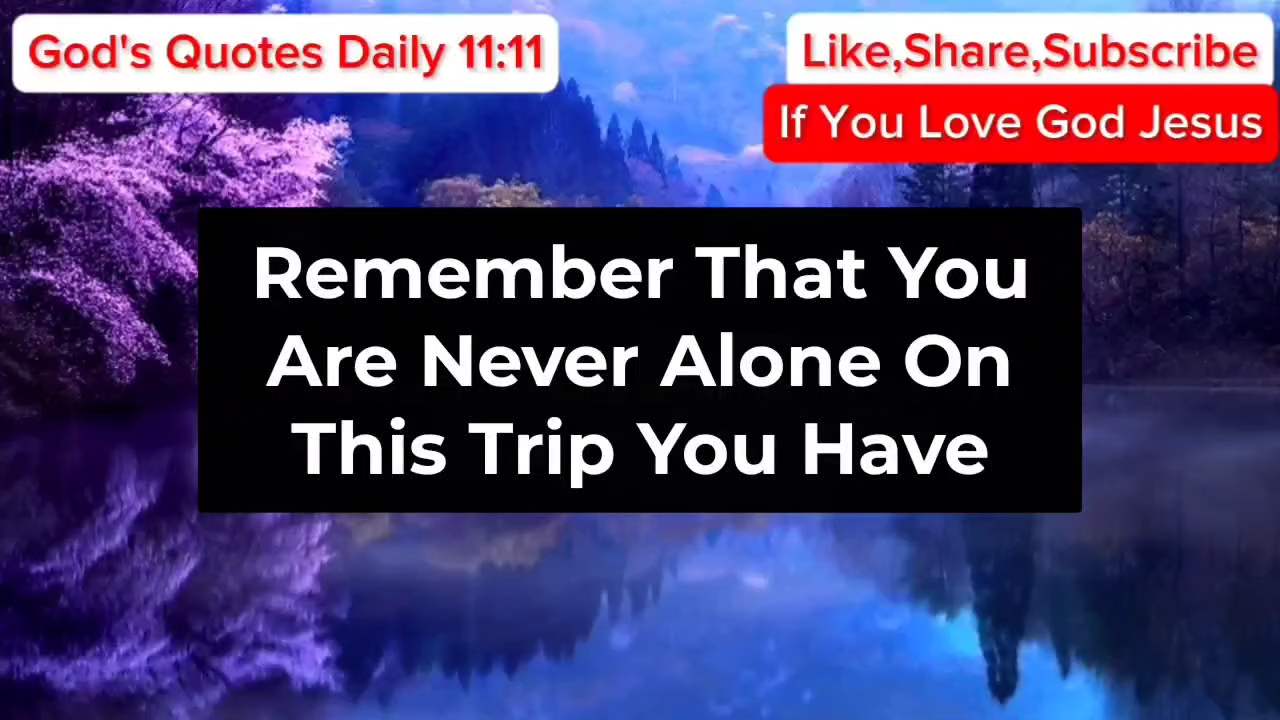 God's Quotes Daily 11:11
Like,Share,Subscribe
If You Love God Jesus
Remember That You
Are Never Alone On
This Trip You Have